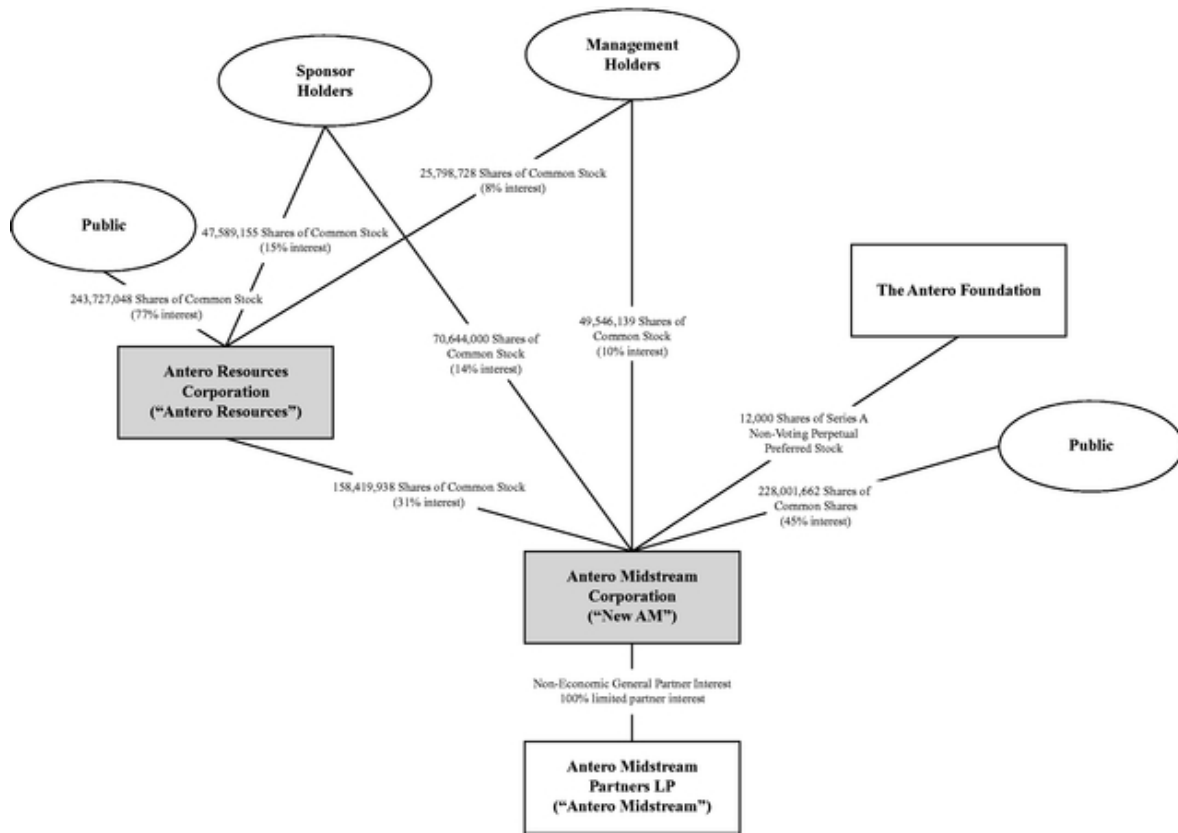 Management
Holders
Sponsor
Holders
25,798,728 Shares of Common Stock
(8% interest)
Public
47,589,155 Shares of Common Stock
(15% interest)
243,727,048 Shares of Common Stock
(77% interest)
The Antero Foundation
70,644,000 Shares of
Common Stock
(14% interest)
49,546,139 Shares of
Common Stock
(10% interest)
Antero Resources
Corporation
(“Antero Resources”)
12,000 Shares of Series A
Non-Voting Perpetual
Preferred Stock
Public
158,419,938 Shares of Common Stock
(31% interest)
228,001,662 Shares of
Common Shares
(45% interest)
Antero Midstream
Corporation
(“New AM”)
Non-Economic General Partner Interest
100% limited partner interest
Antero Midstream
Partners LP
(“Antero Midstream”)